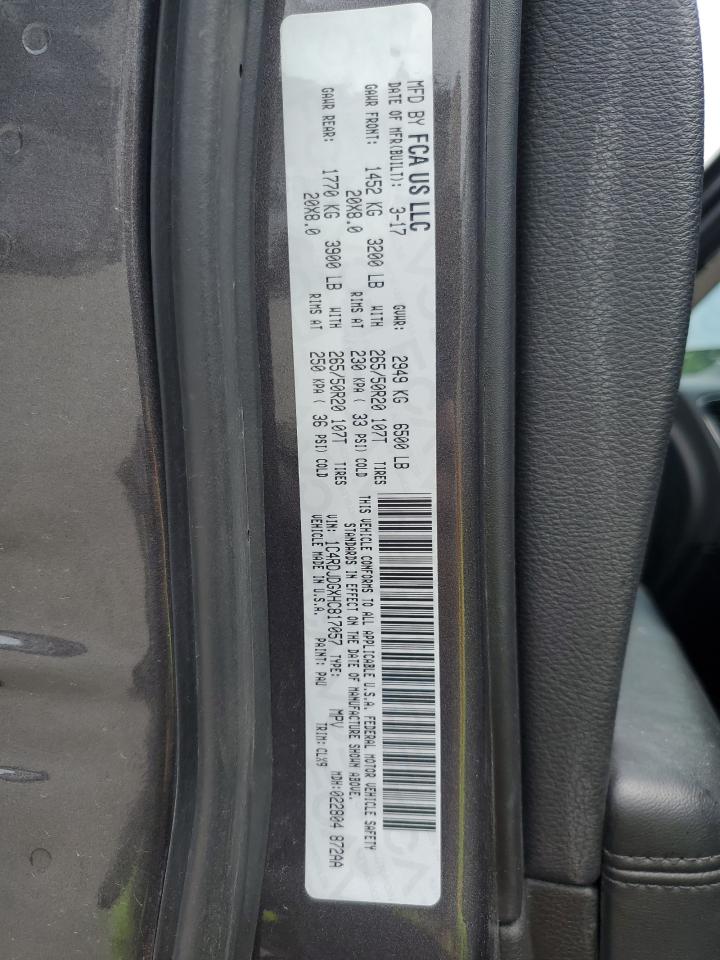 MFD BY FCA US LLC
DATE OF MFR(BUILT): 3-17 GVWR: 2949 KG 6500 LB
GAWR FRONT: 1452 KG 3200 LB WITH 265/50R20 107T TIRES
20X8.0 RIMS AT 230 KPA ( 33 PSI) COLD
GAWR REAR: 1770 KG 3900 LB WITH 265/50R20 107T TIRES
20X8.0 RIMS AT 250 KPA ( 36 PSI) COLD
THIS VEHICLE CONFORMS TO ALL APPLICABLE U.S.A. FEDERAL MOTOR VEHICLE SAFETY
STANDARDS IN EFFECT ON THE DATE OF MANUFACTURE SHOWN ABOVE.
VIN: 1C4RDJDGXHC817057 TYPE: MPV MDH:022804 872AA
VEHICLE MADE IN U.S.A. PAINT: PAU TRIM:CLX9